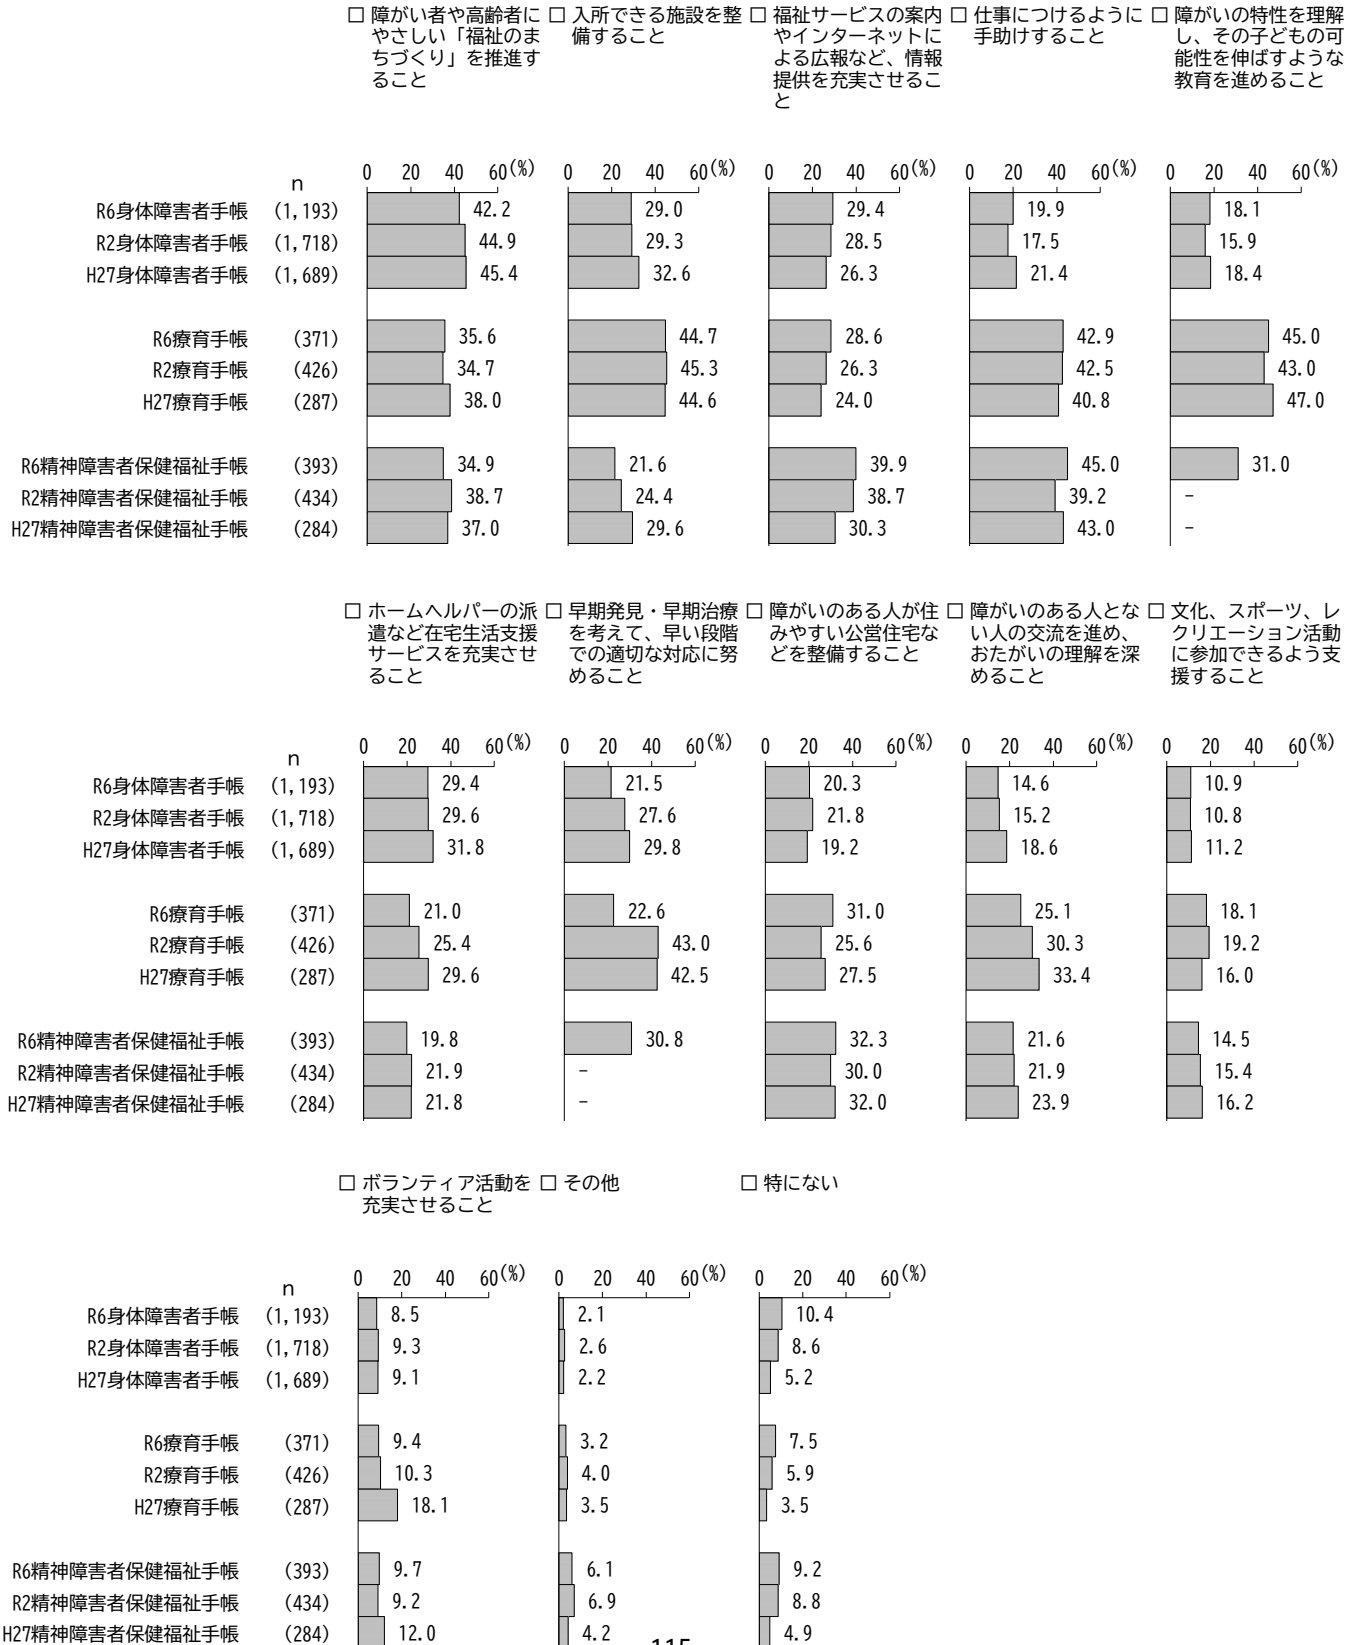 □ 障がい者や高齢者に
やさしい「福祉のま
ちづくり」を推進す
ること
□ 入所できる施設を整
備すること
□ 福祉サービスの案内
やインターネットに
よる広報など、情報
提供を充実させるこ
と
□ 仕事につけるように
手助けすること
□ 障がいの特性を理解
し、その子どもの可
能性を伸ばすような
教育を進めること
n 0 20 40 60(%) 0 20 40 60(%) 0 20 40 60(%) 0 20 40 60(%) 0 20 40 60(%)
R6身体障害者手帳 (1,193) 42.2 29.0 29.4 19.9 18.1
R2身体障害者手帳 (1,718) 44.9 29.3 28.5 17.5 15.9
H27身体障害者手帳 (1,689) 45.4 32.6 26.3 21.4 18.4
R6療育手帳 (371) 35.6 44.7 28.6 42.9 45.0
R2療育手帳 (426) 34.7 45.3 26.3 42.5 43.0
H27療育手帳 (287) 38.0 44.6 24.0 40.8 47.0
R6精神障害者保健福祉手帳 (393) 34.9 21.6 39.9 45.0 31.0
R2精神障害者保健福祉手帳 (434) 38.7 24.4 38.7 39.2 -
H27精神障害者保健福祉手帳 (284) 37.0 29.6 30.3 43.0 -
□ ホームヘルパーの派
遣など在宅生活支援
サービスを充実させ
ること
□ 早期発見・早期治療
を考えて、早い段階
での適切な対応に努
めること
□ 障がいのある人が住
みやすい公営住宅な
どを整備すること
□ 障がいのある人とな
い人の交流を進め、
おたがいの理解を深
めること
□ 文化、スポーツ、レ
クリエーション活動
に参加できるよう支
援すること
n 0 20 40 60(%) 0 20 40 60(%) 0 20 40 60(%) 0 20 40 60(%) 0 20 40 60(%)
R6身体障害者手帳 (1,193) 29.4 21.5 20.3 14.6 10.9
R2身体障害者手帳 (1,718) 29.6 27.6 21.8 15.2 10.8
H27身体障害者手帳 (1,689) 31.8 29.8 19.2 18.6 11.2
R6療育手帳 (371) 21.0 22.6 31.0 25.1 18.1
R2療育手帳 (426) 25.4 43.0 25.6 30.3 19.2
H27療育手帳 (287) 29.6 42.5 27.5 33.4 16.0
R6精神障害者保健福祉手帳 (393) 19.8 30.8 32.3 21.6 14.5
R2精神障害者保健福祉手帳 (434) 21.9 - 30.0 21.9 15.4
H27精神障害者保健福祉手帳 (284) 21.8 - 32.0 23.9 16.2
□ ボランティア活動を
充実させること
□ その他
□ 特にない
n 0 20 40 60(%) 0 20 40 60(%) 0 20 40 60(%)
R6身体障害者手帳 (1,193) 8.5 2.1 10.4
R2身体障害者手帳 (1,718) 9.3 2.6 8.6
H27身体障害者手帳 (1,689) 9.1 2.2 5.2
R6療育手帳 (371) 9.4 3.2 7.5
R2療育手帳 (426) 10.3 4.0 5.9
H27療育手帳 (287) 18.1 3.5 3.5
R6精神障害者保健福祉手帳 (393) 9.7 6.1 9.2
R2精神障害者保健福祉手帳 (434) 9.2 6.9 8.8
H27精神障害者保健福祉手帳 (284) 12.0 4.2 4.9